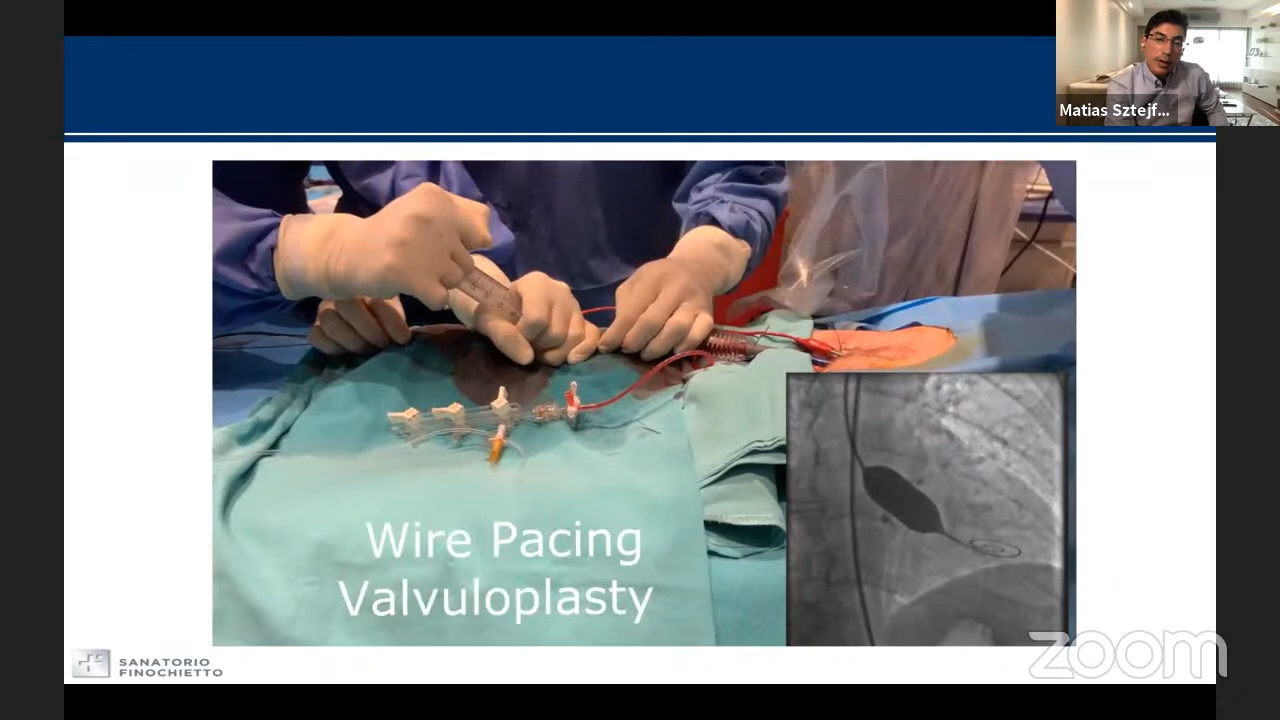 Matias Sztejf...
Wire Pacing
Valvuloplasty
SANATORIO
FINOCHIETTO
zoom